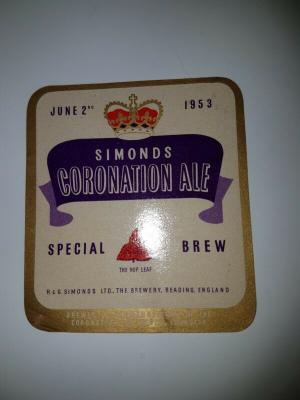 JUNE 2ND 1953
SIMONDS
CORONATION ALE
SPECIAL BREW
THE HOP LEAF
H & G. SIMONDS LTD., THE BREWERY, READING, ENGLAND